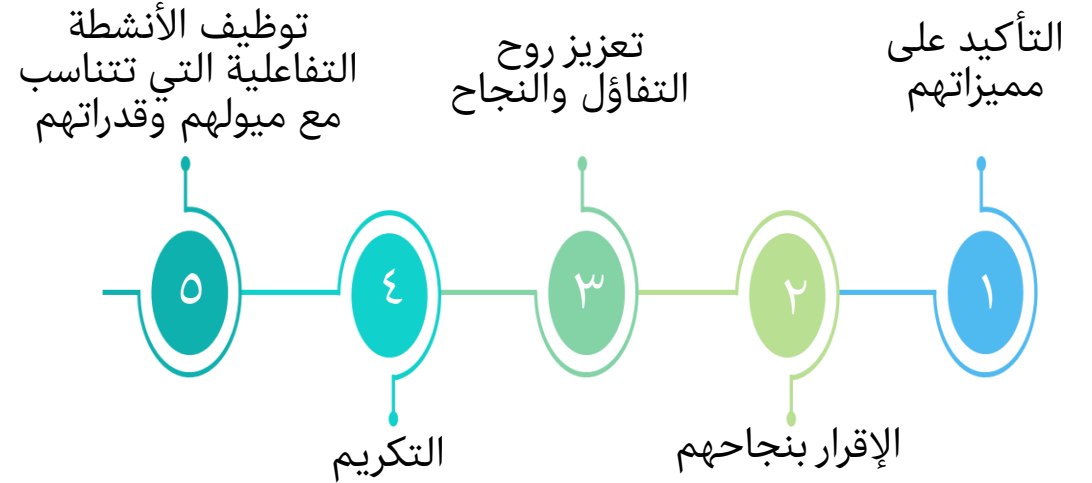 ١
التأكيد على
مميزاتهم
٢
الإقرار بنجاحهم
٣
تعزيز روح
التفاؤل والنجاح
٤
التكريم
٥
توظيف الأنشطة
التفاعلية التي تتناسب
مع ميولهم وقدراتهم